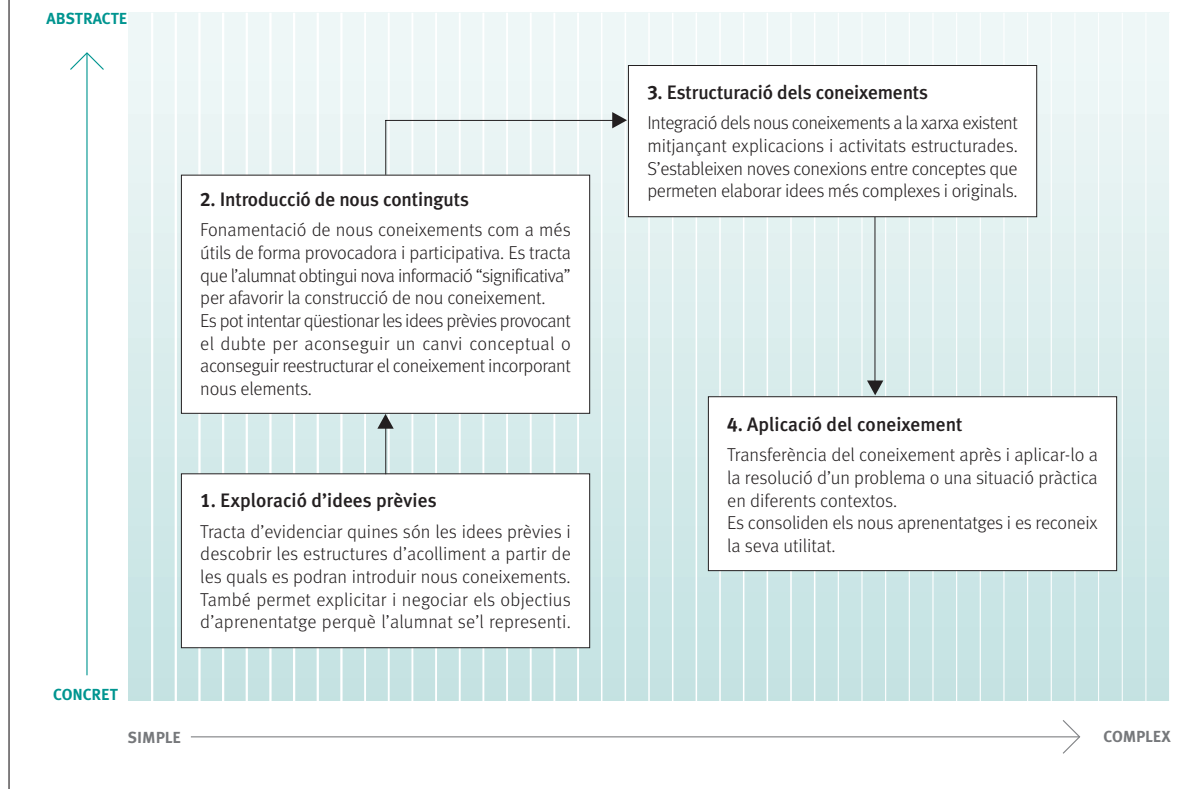 ABSTRACTE
3. Estructuració dels coneixements
Integració dels nous coneixements a la xarxa existent
mitjançant explicacions i activitats estructurades.
S'estableixen noves conexions entre conceptes que
permeten elaborar idees més complexes i originals.
2. Introducció de nous continguts
Fonamentació de nous coneixements com a més
útils de forma provocadora i participativa. Es tracta
que l'alumnat obtingui nova informació “significativa”
per afavorir la construcció de nou coneixement.
Es pot intentar qüestionar les idees prèvies provocant
el dubte per aconseguir un canvi conceptual o
aconseguir reestructurar el coneixement incorporant
nous elements.
4. Aplicació del coneixement
Transferència del coneixement après i aplicar-lo a
la resolució d'un problema o una situació pràctica
en diferents contextos.
Es consoliden els nous aprenentatges i es reconeix
la seva utilitat.
1. Exploració d'idees prèvies
Tracta d'evidenciar quines són les idees prèvies i
descobrir les estructures d'acolliment a partir de
les quals es podran introduir nous coneixements.
També permet explicitar i negociar els objectius
d'aprenentatge perquè l'alumnat se'l representi.
CONCRET
SIMPLE
COMPLEX